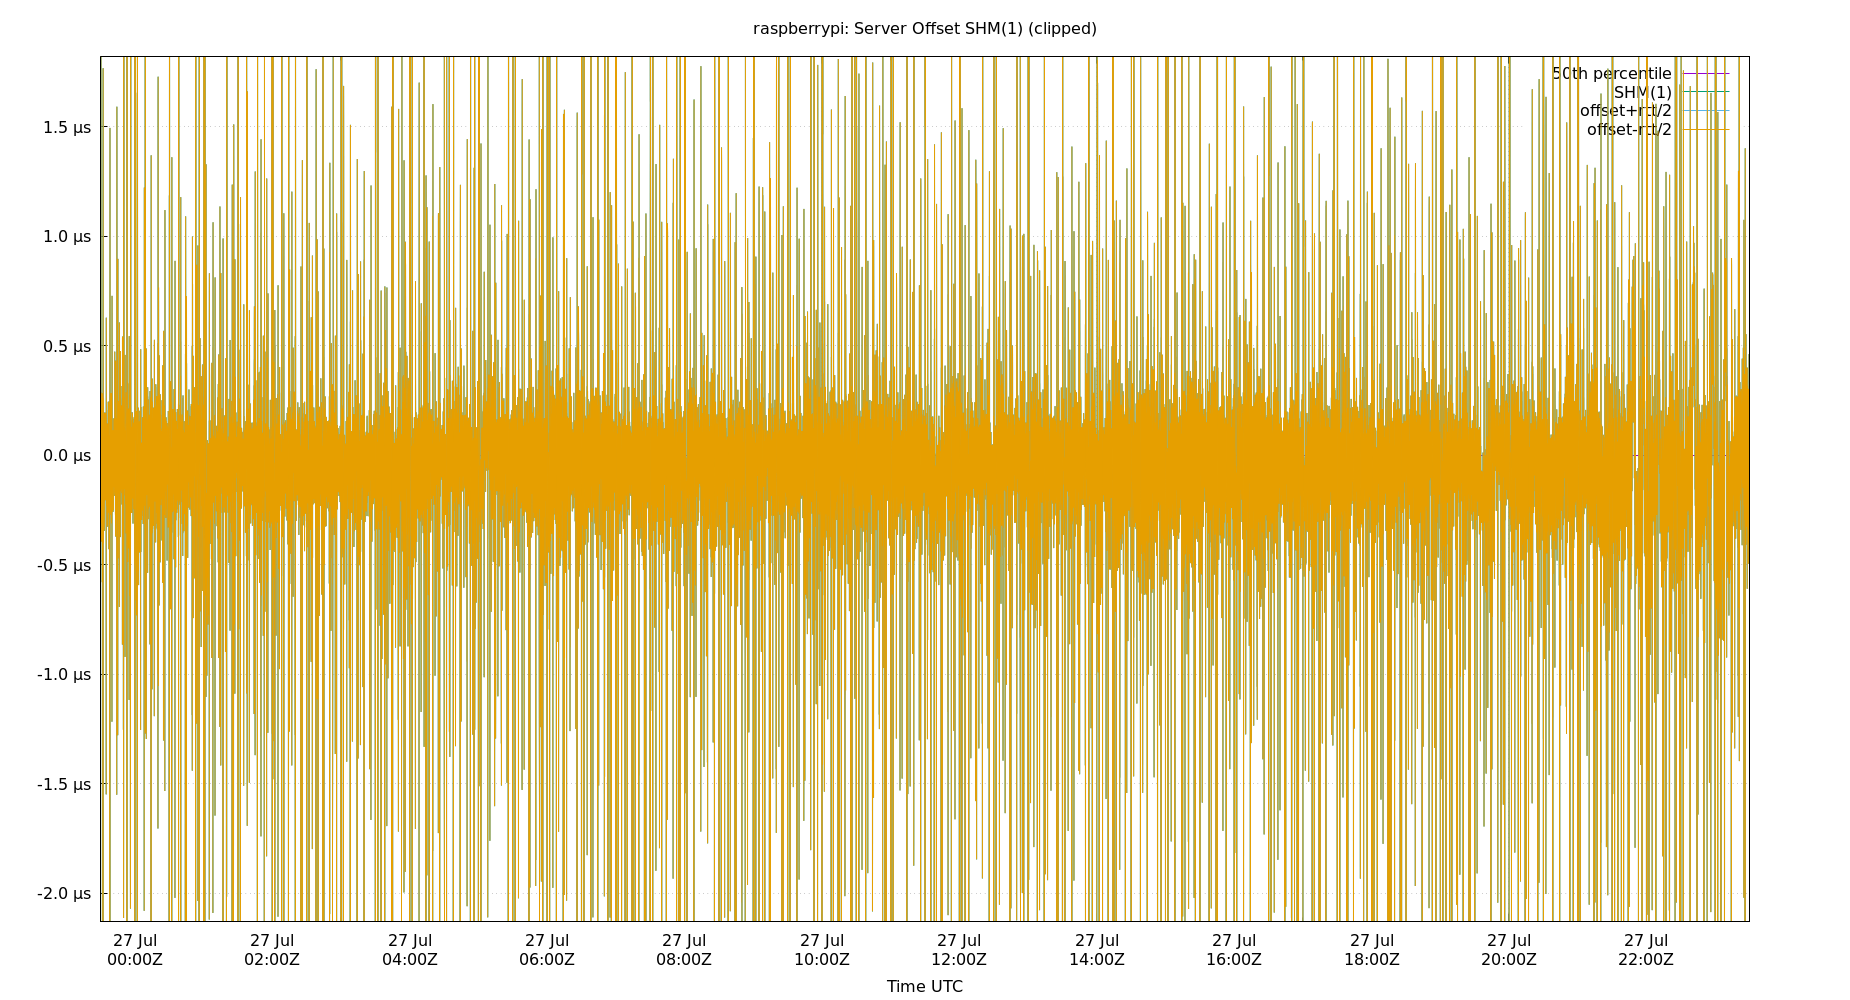 raspberrypi: Server Offset SHM(1) (clipped)
50th percentile
SHM(1)
offset+rtt/2
offset-rtt/2
1.5 µs
1.0 µs
0.5 µs
0.0 µs
-0.5 µs
-1.0 µs
-1.5 µs
-2.0 µs
27 Jul 27 Jul 27 Jul 27 Jul 27 Jul 27 Jul 27 Jul 27 Jul 27 Jul 27 Jul 27 Jul 27 Jul
00:00Z 02:00Z 04:00Z 06:00Z 08:00Z 10:00Z 12:00Z 14:00Z 16:00Z 18:00Z 20:00Z 22:00Z
Time UTC